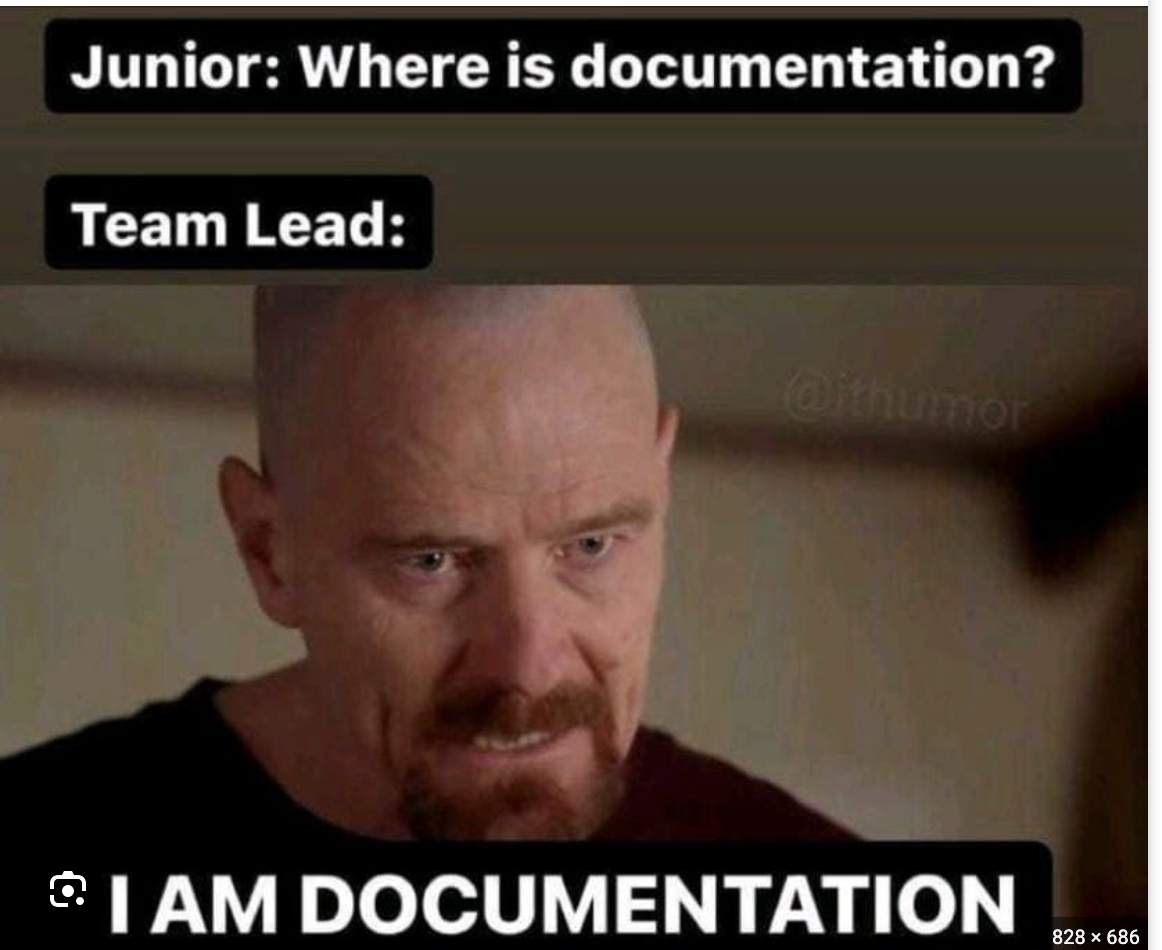 Junior: Where is documentation?
Team Lead:
@ithumor
I AM DOCUMENTATION
828 × 686